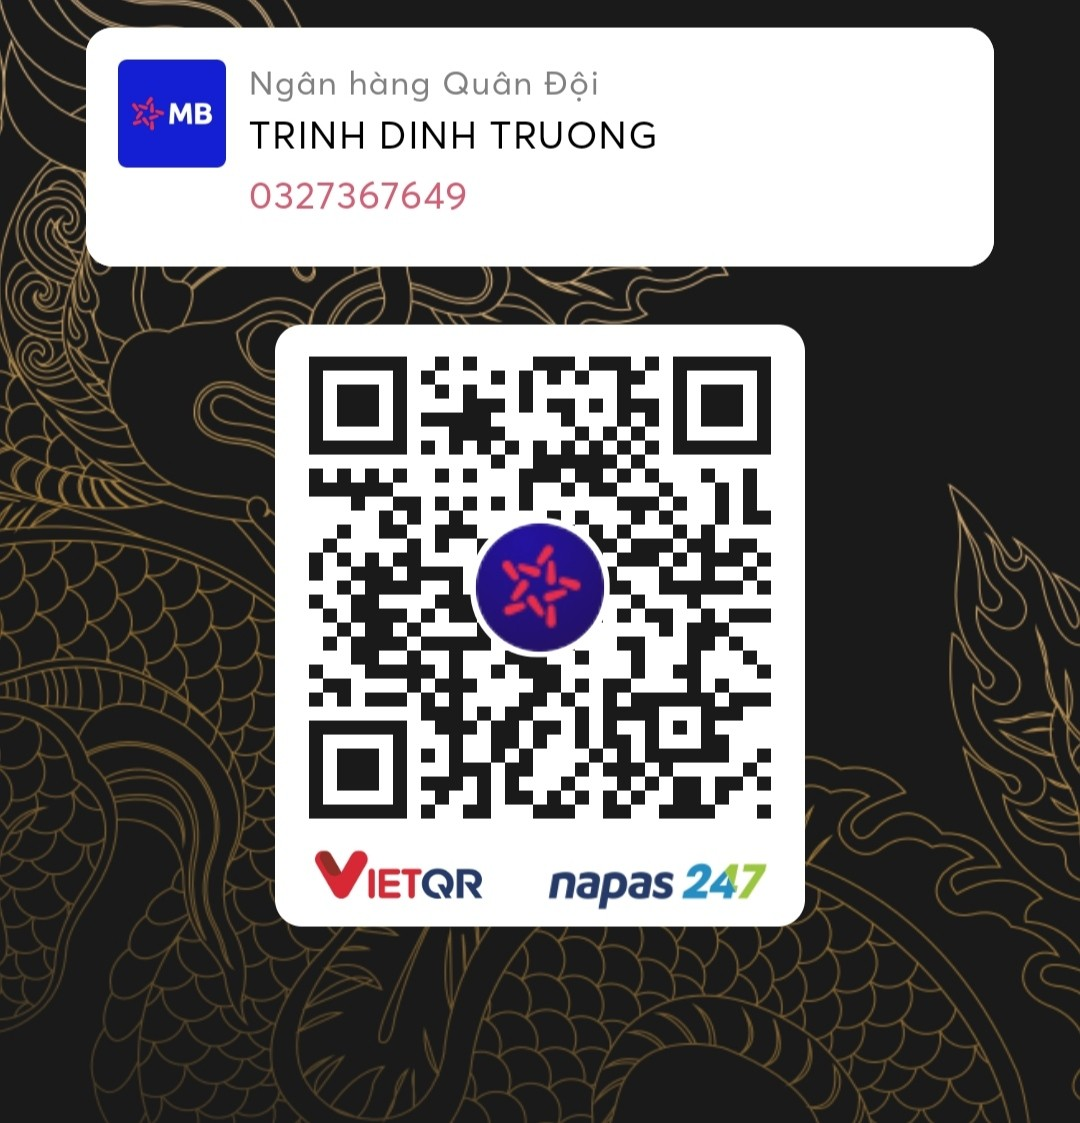 MB
Ngân hàng Quân Đội
TRINH DINH TRUONG
0327367649
VIETQR
napas 247